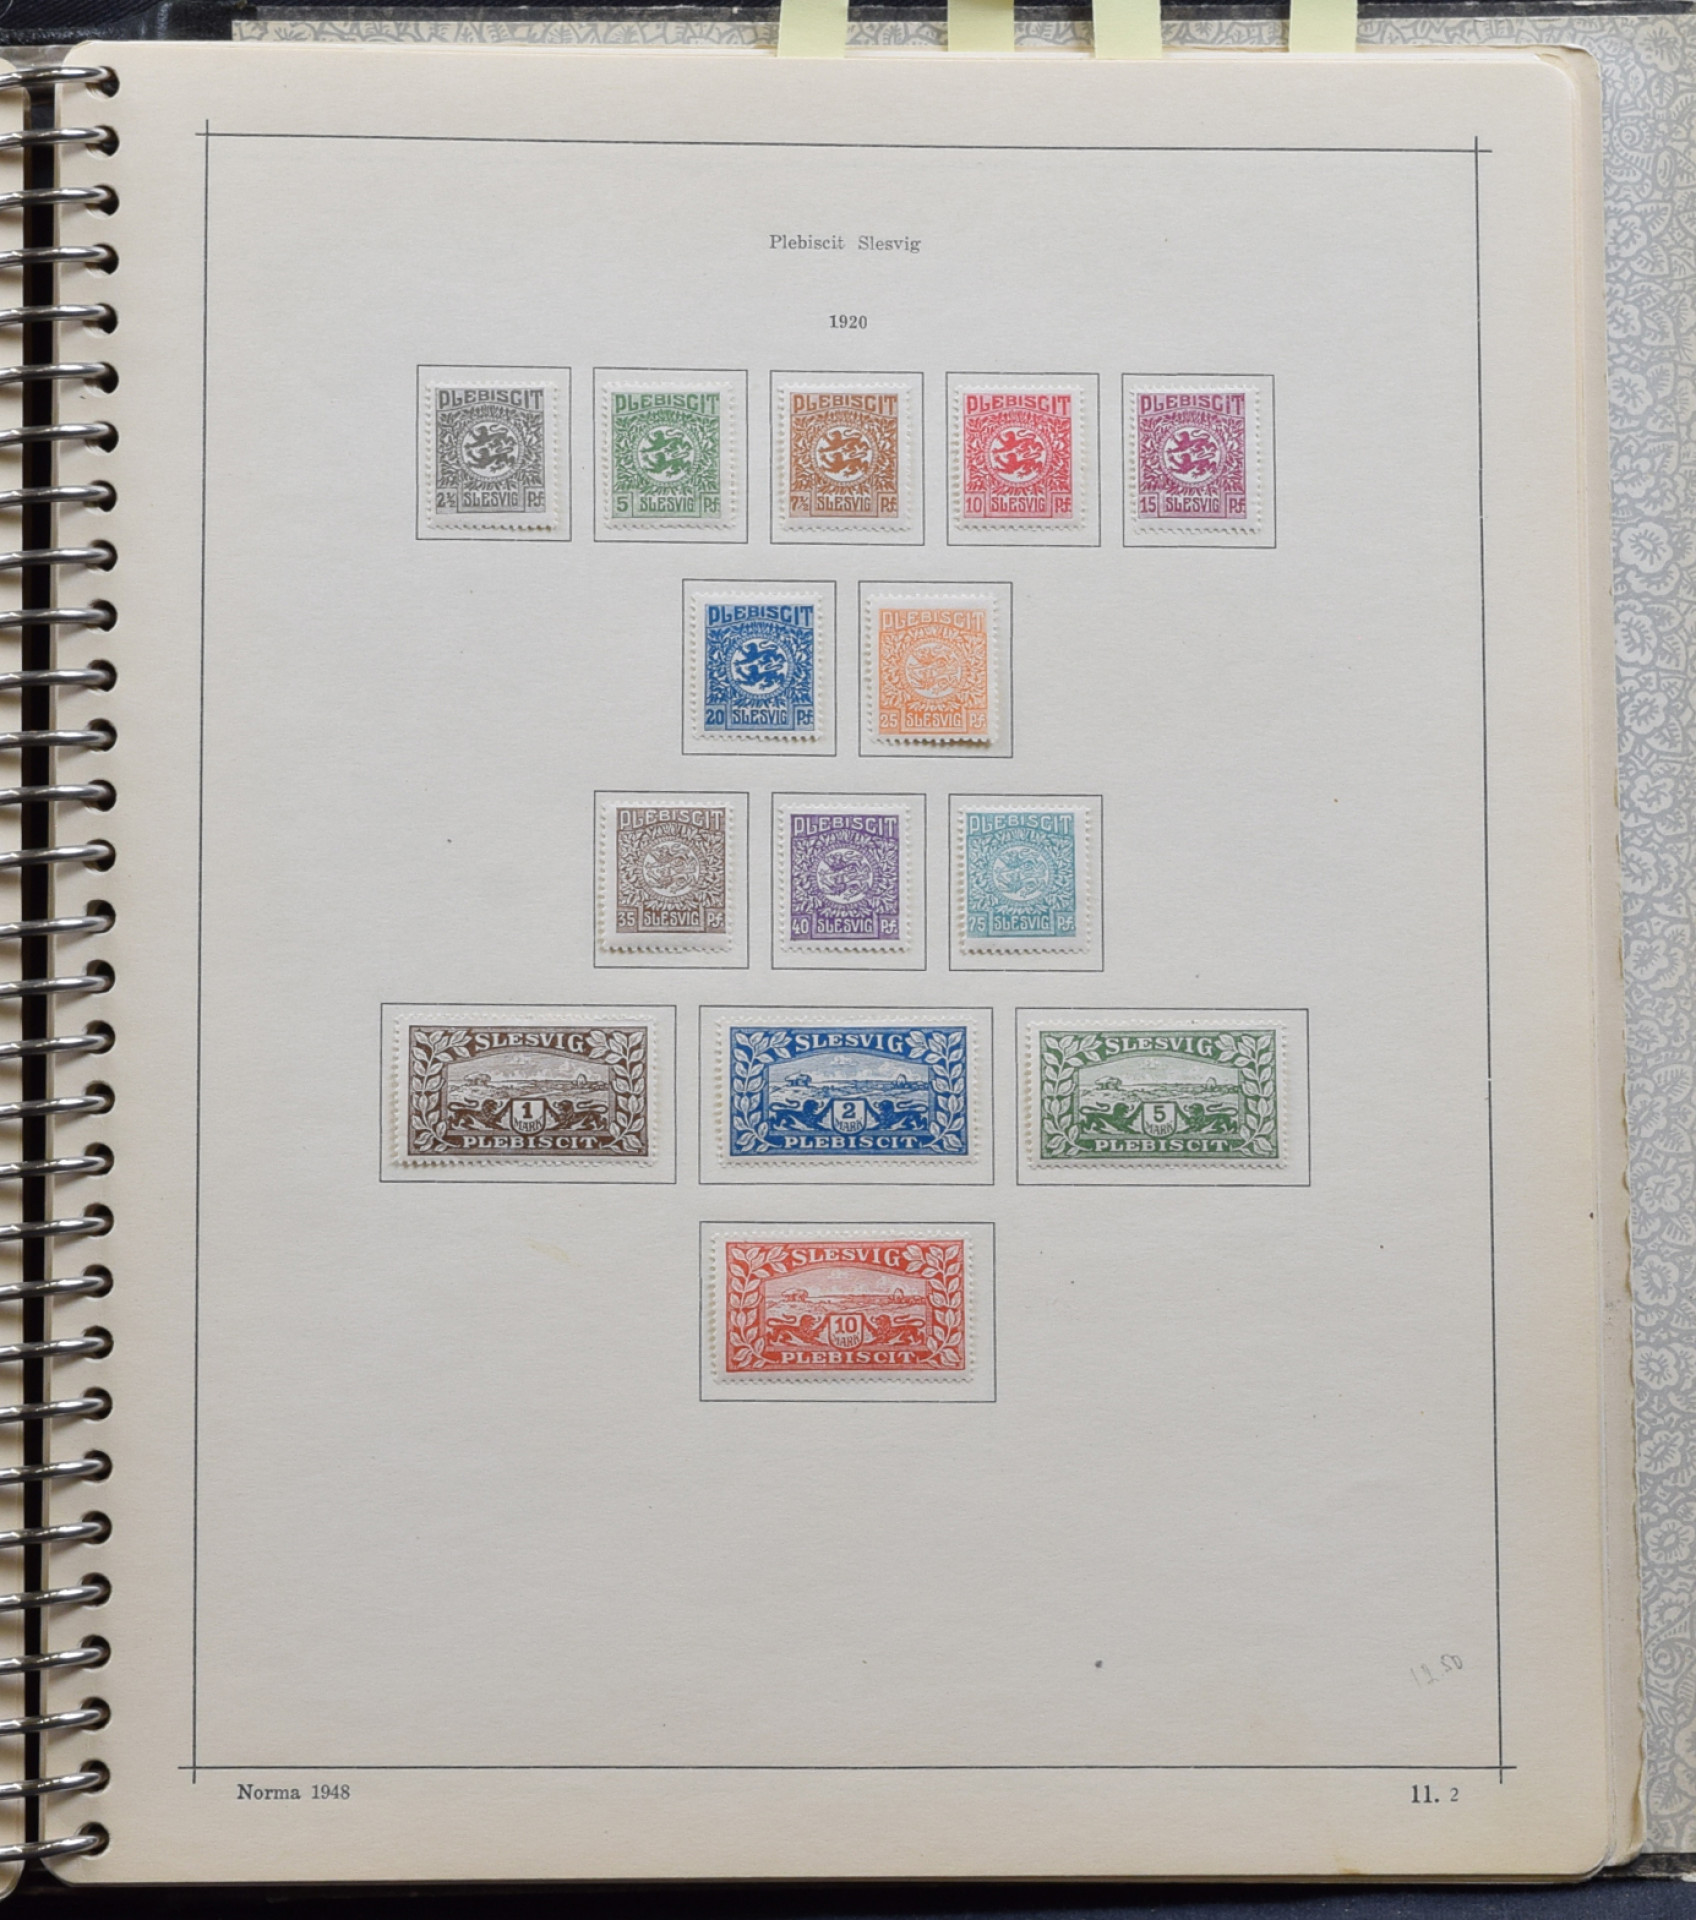 Plebiscit Slesvig
1920
PLEBISCIT
2½ SLESVIG Pf.
PLEBISCIT
5 SLESVIG Pf.
PLEBISCIT
7½ SLESVIG Pf.
PLEBISCIT
10 SLESVIG Pf.
PLEBISCIT
15 SLESVIG Pf.
PLEBISCIT
20 SLESVIG Pf.
PLEBISCIT
25 SLESVIG Pf.
PLEBISCIT
35 SLESVIG Pf.
PLEBISCIT
40 SLESVIG Pf.
PLEBISCIT
75 SLESVIG Pf.
SLESVIG
1
MARK
PLEBISCIT.
SLESVIG
2
MARK
PLEBISCIT.
SLESVIG
5
MARK
PLEBISCIT.
SLESVIG
10
MARK
PLEBISCIT.
12.50
Norma 1948
11. 2